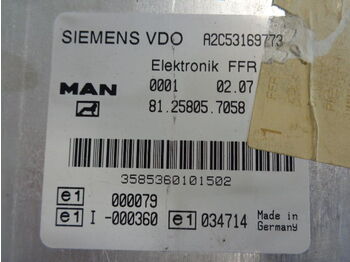 SIEMENS VDO A2C53169773
Elektronik FFR
MAN 0001 02.07
81.25805.7058
3585360101502
e1 000079
e1 I -000360 e1 034714 Made in
Germany